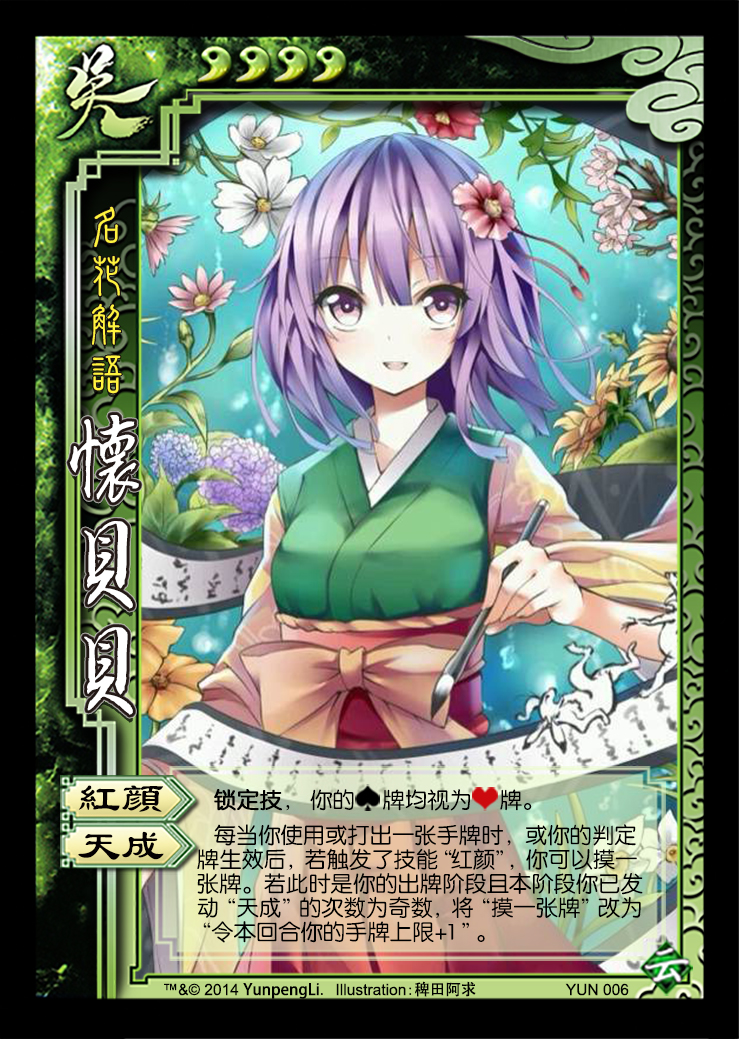 吴
名花解語
懷貝貝
紅顔
锁定技，你的♠牌均视为♥牌。
天成
每当你使用或打出一张手牌时，或你的判定
牌生效后，若触发了技能“红颜”，你可以摸一
张牌。若此时是你的出牌阶段且本阶段你已发
动“天成”的次数为奇数，将“摸一张牌”改为
“令本回合你的手牌上限+1”。
云
™&© 2014 YunpengLi. Illustration：稗田阿求
YUN 006